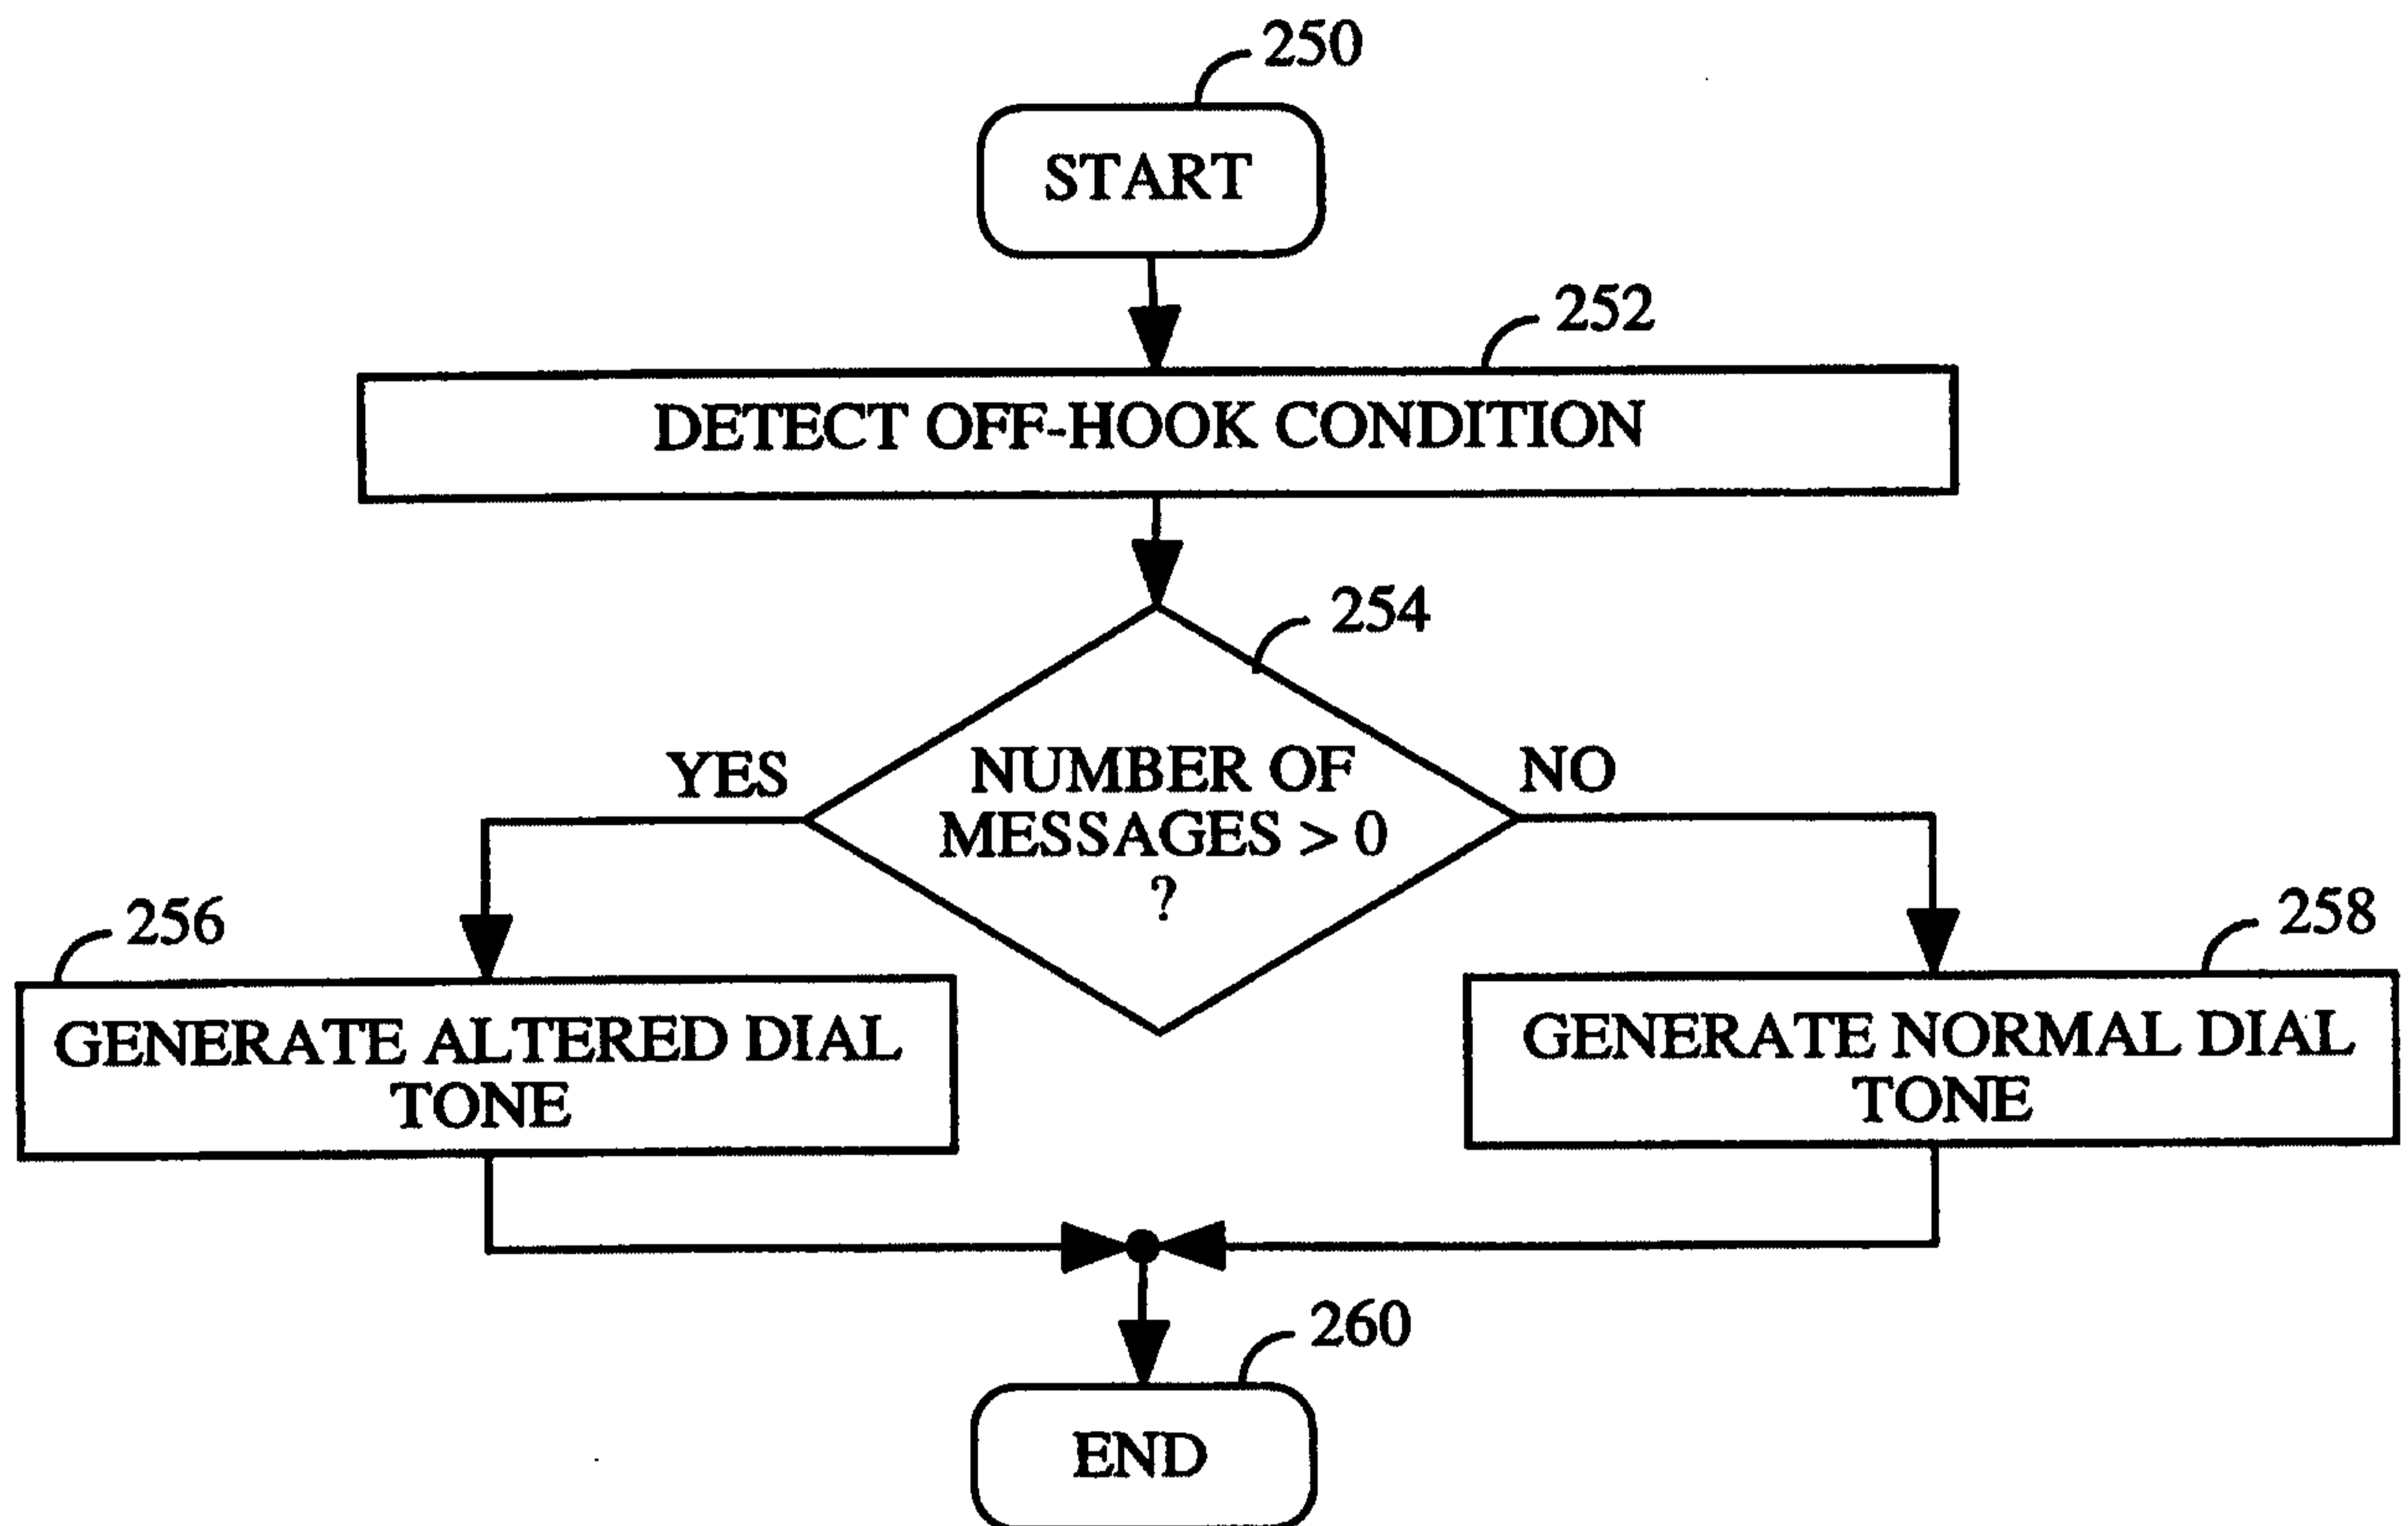 250
START
252
DETECT OFF-HOOK CONDITION
254
YES
NUMBER OF
MESSAGES > 0
?
NO
256
GENERATE ALTERED DIAL
TONE
258
GENERATE NORMAL DIAL
TONE
260
END